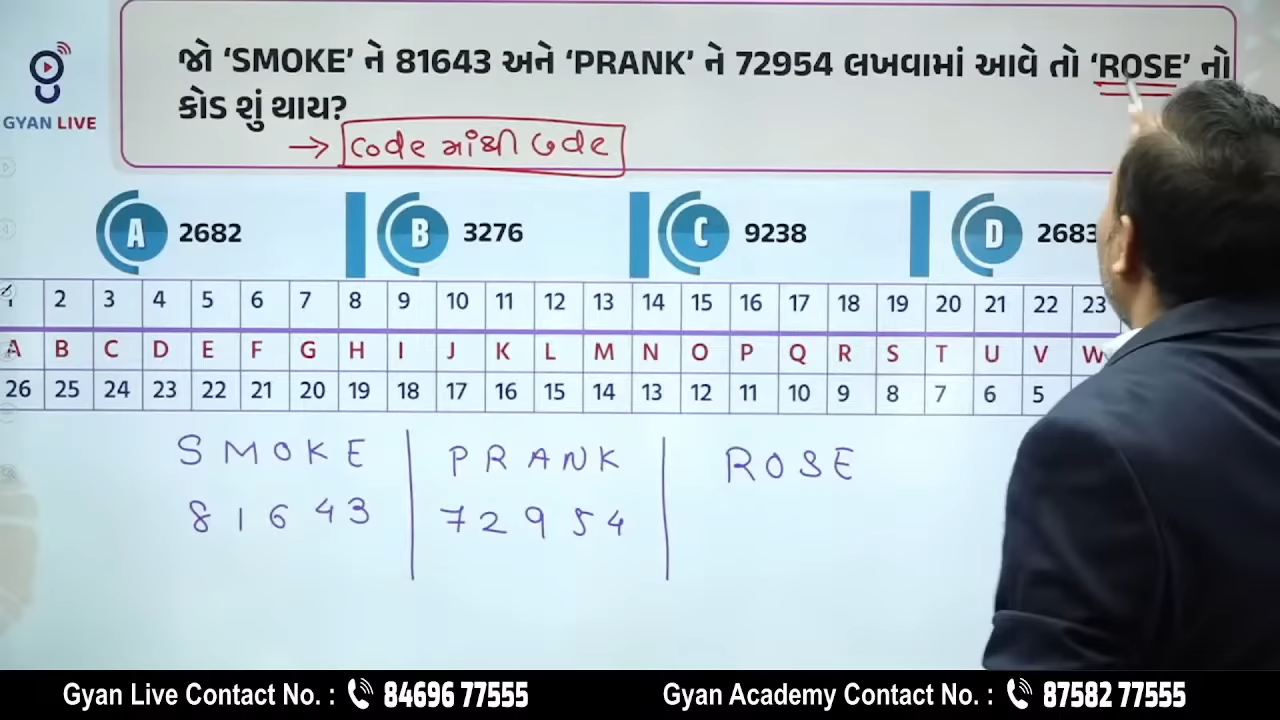 જો ‘SMOKE’ ને 81643 અને ‘PRANK’ ને 72954 લખવામાં આવે તો ‘ROSE’ નો
કોડ શું થાય?
GYAN LIVE
→ Code માંથી
A 2682 B 3276 C 9238 D 2683
1 2 3 4 5 6 7 8 9 10 11 12 13 14 15 16 17 18 19 20 21 22 23
A B C D E F G H I J K L M N O P Q R S T U V W
26 25 24 23 22 21 20 19 18 17 16 15 14 13 12 11 10 9 8 7 6 5
SMOKE PRANK ROSE
81643 72954
Gyan Live Contact No. : 84696 77555 Gyan Academy Contact No. : 87582 77555